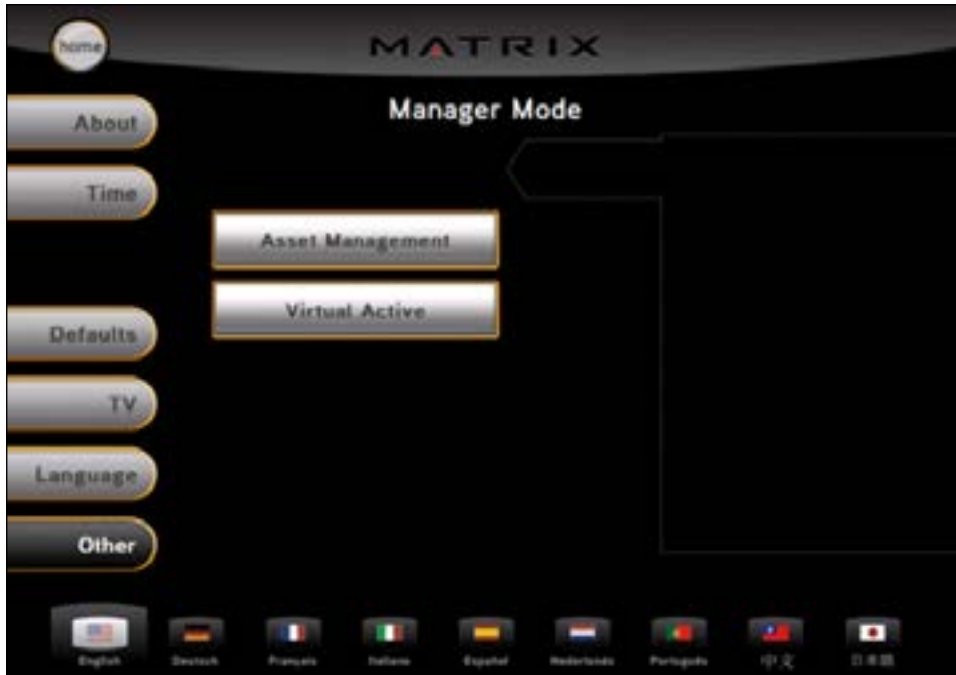 home
MATRIX
Manager Mode
About
Time
Asset Management
Virtual Active
Defaults
TV
Language
Other
English
Deutsch
Français
Italiano
Español
Nederlands
Português
中文
日本語